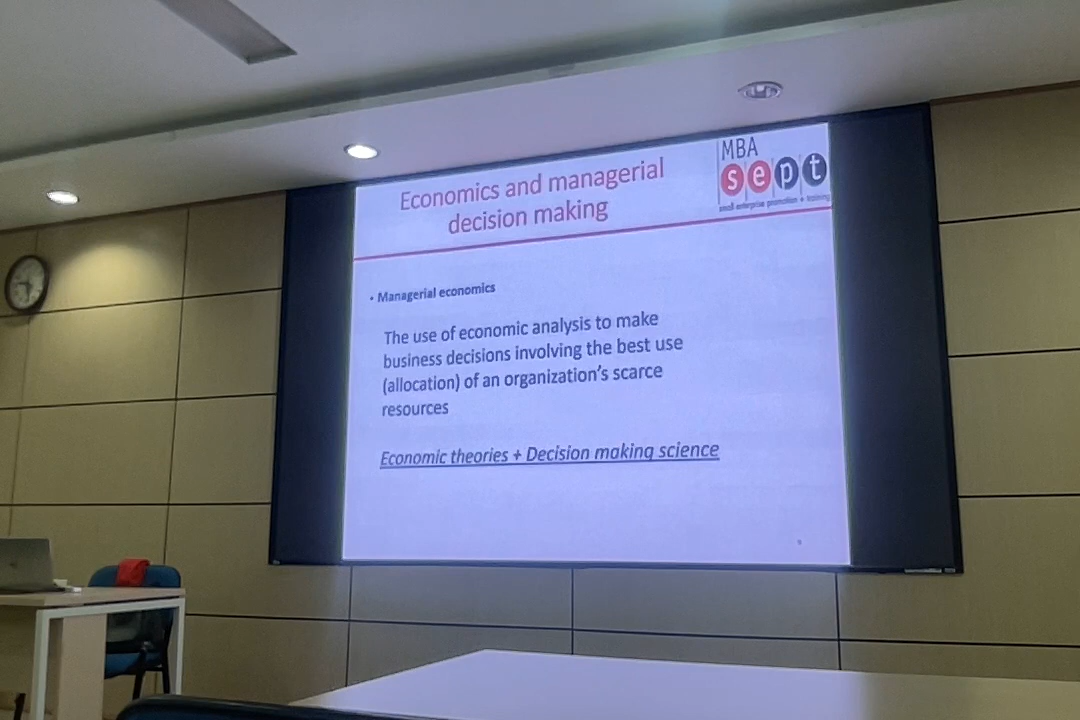 Economics and managerial
decision making
MBA
sept
small enterprise promotion + training
• Managerial economics
The use of economic analysis to make
business decisions involving the best use
(allocation) of an organization's scarce
resources
Economic theories + Decision making science